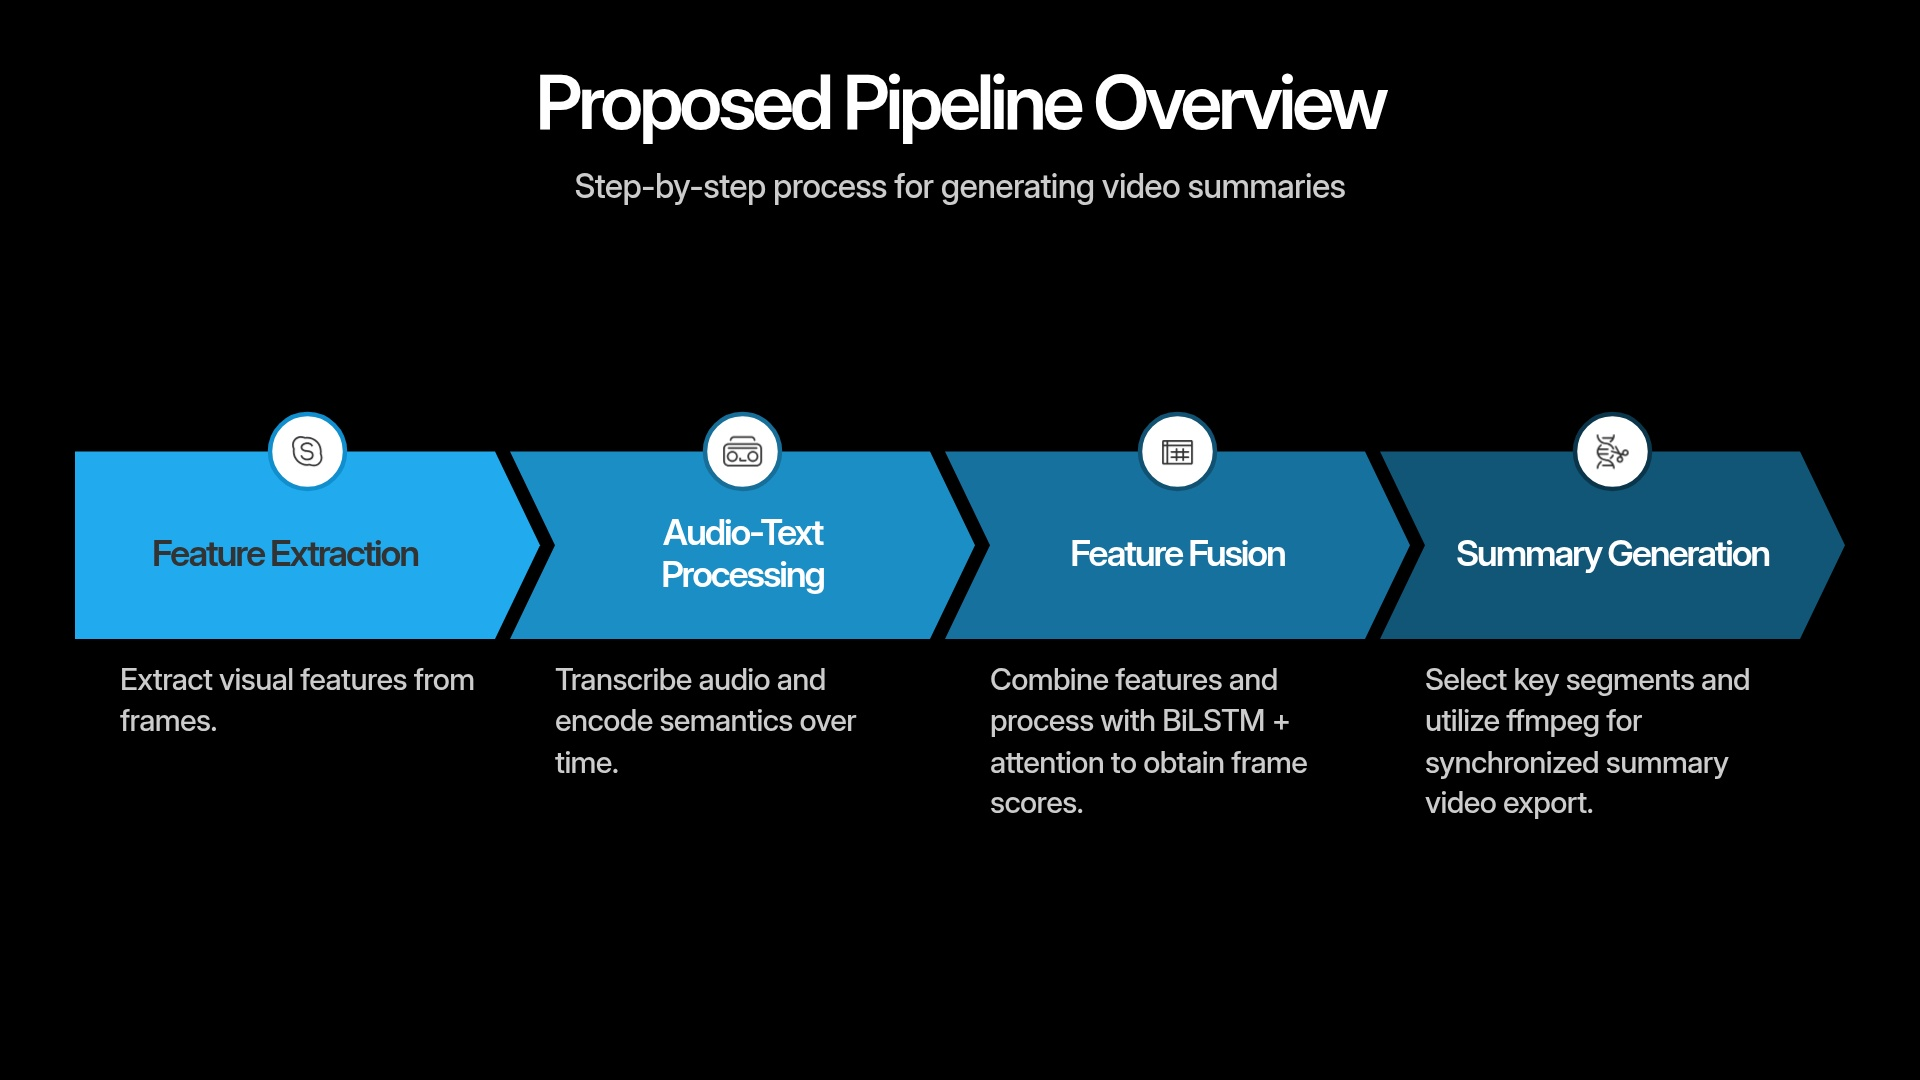 Proposed Pipeline Overview
Step-by-step process for generating video summaries
Feature Extraction
Extract visual features from
frames.
Audio-Text
Processing
Transcribe audio and
encode semantics over
time.
Feature Fusion
Combine features and
process with BiLSTM +
attention to obtain frame
scores.
Summary Generation
Select key segments and
utilize ffmpeg for
synchronized summary
video export.